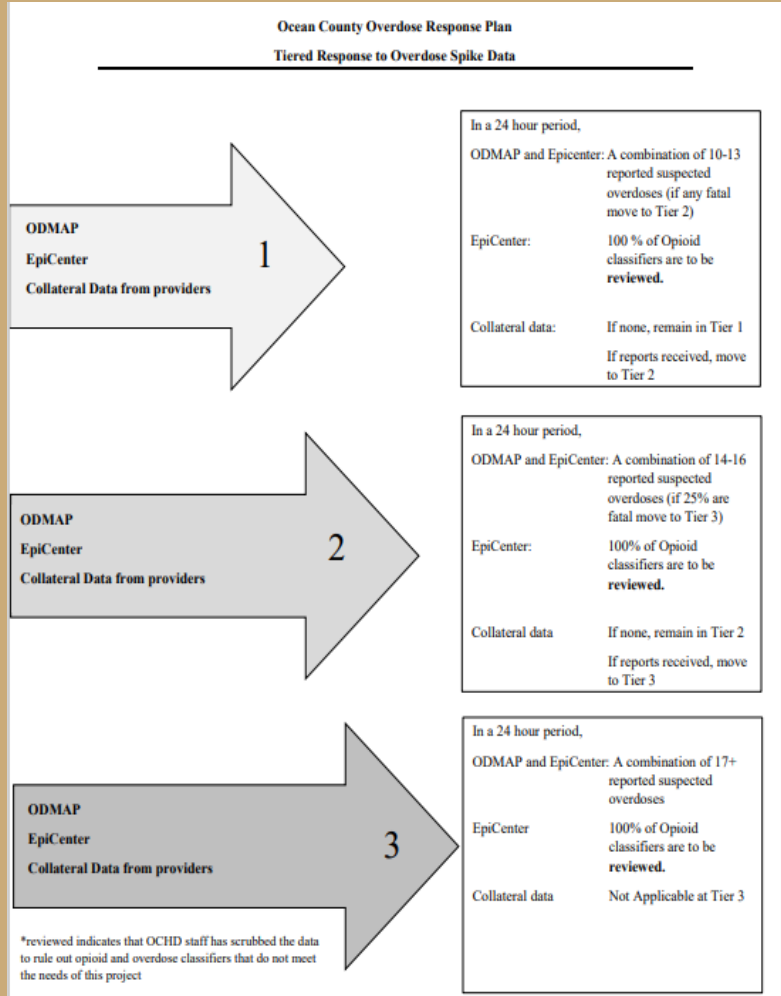 Ocean County Overdose Response Plan
Tiered Response to Overdose Spike Data
ODMAP
EpiCenter
Collateral Data from providers
1
In a 24 hour period,
ODMAP and Epicenter: A combination of 10-13
reported suspected
overdoses (if any fatal
move to Tier 2)
EpiCenter: 100 % of Opioid
classifiers are to be
reviewed.
Collateral data: If none, remain in Tier 1
If reports received, move
to Tier 2
ODMAP
EpiCenter
Collateral Data from providers
2
In a 24 hour period,
ODMAP and EpiCenter: A combination of 14-16
reported suspected
overdoses (if 25% are
fatal move to Tier 3)
EpiCenter: 100% of Opioid
classifiers are to be
reviewed.
Collateral data If none, remain in Tier 2
If reports received, move
to Tier 3
ODMAP
EpiCenter
Collateral Data from providers
3
In a 24 hour period,
ODMAP and EpiCenter: A combination of 17+
reported suspected
overdoses
EpiCenter 100% of Opioid
classifiers are to be
reviewed.
Collateral data Not Applicable at Tier 3
*reviewed indicates that OCHD staff has scrubbed the data
to rule out opioid and overdose classifiers that do not meet
the needs of this project